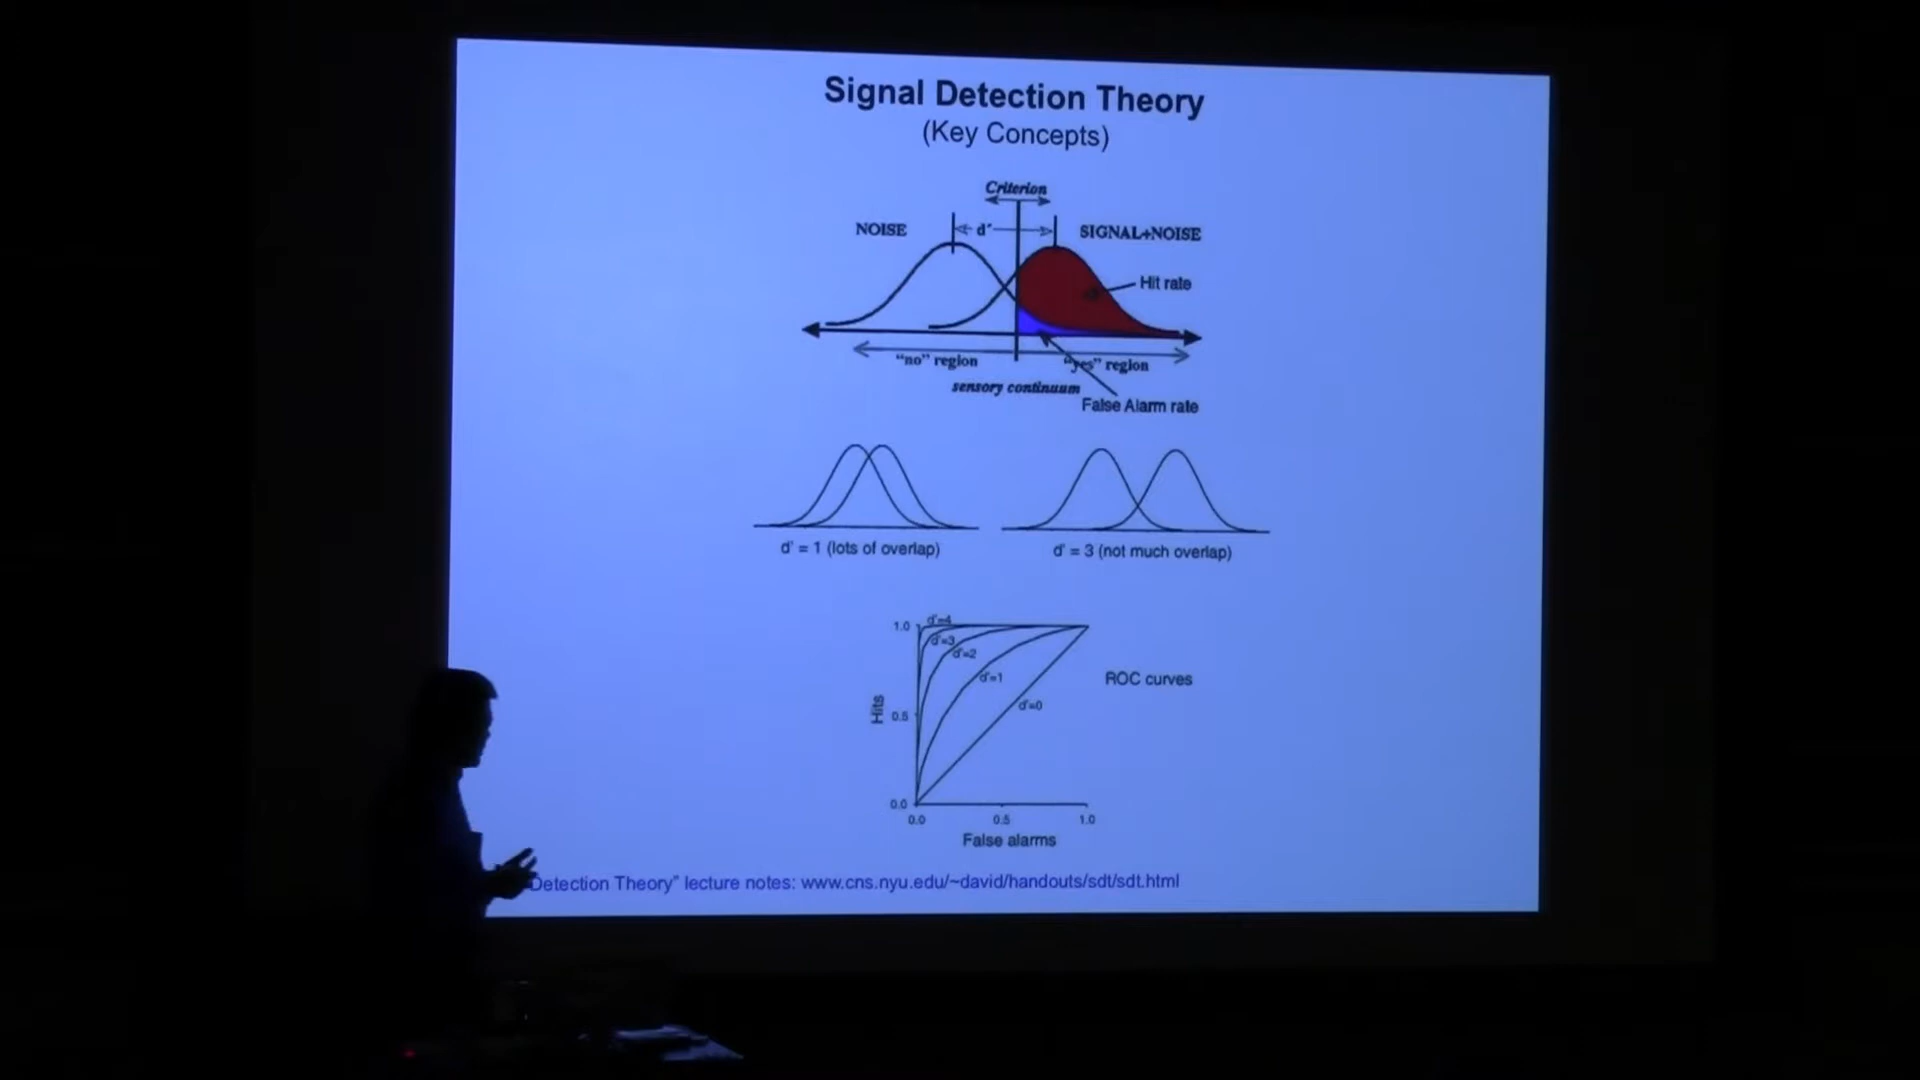 Signal Detection Theory
(Key Concepts)
Criterion
NOISE
d'
SIGNAL+NOISE
Hit rate
"no" region
"yes" region
sensory continuum
False Alarm rate
d' = 1 (lots of overlap)
d' = 3 (not much overlap)
1.0
d'=4
d'=3
d'=2
d'=1
ROC curves
d'=0
Hits
0.5
0.0
0.0
0.5
1.0
False alarms
Detection Theory" lecture notes: www.cns.nyu.edu/~david/handouts/sdt/sdt.html